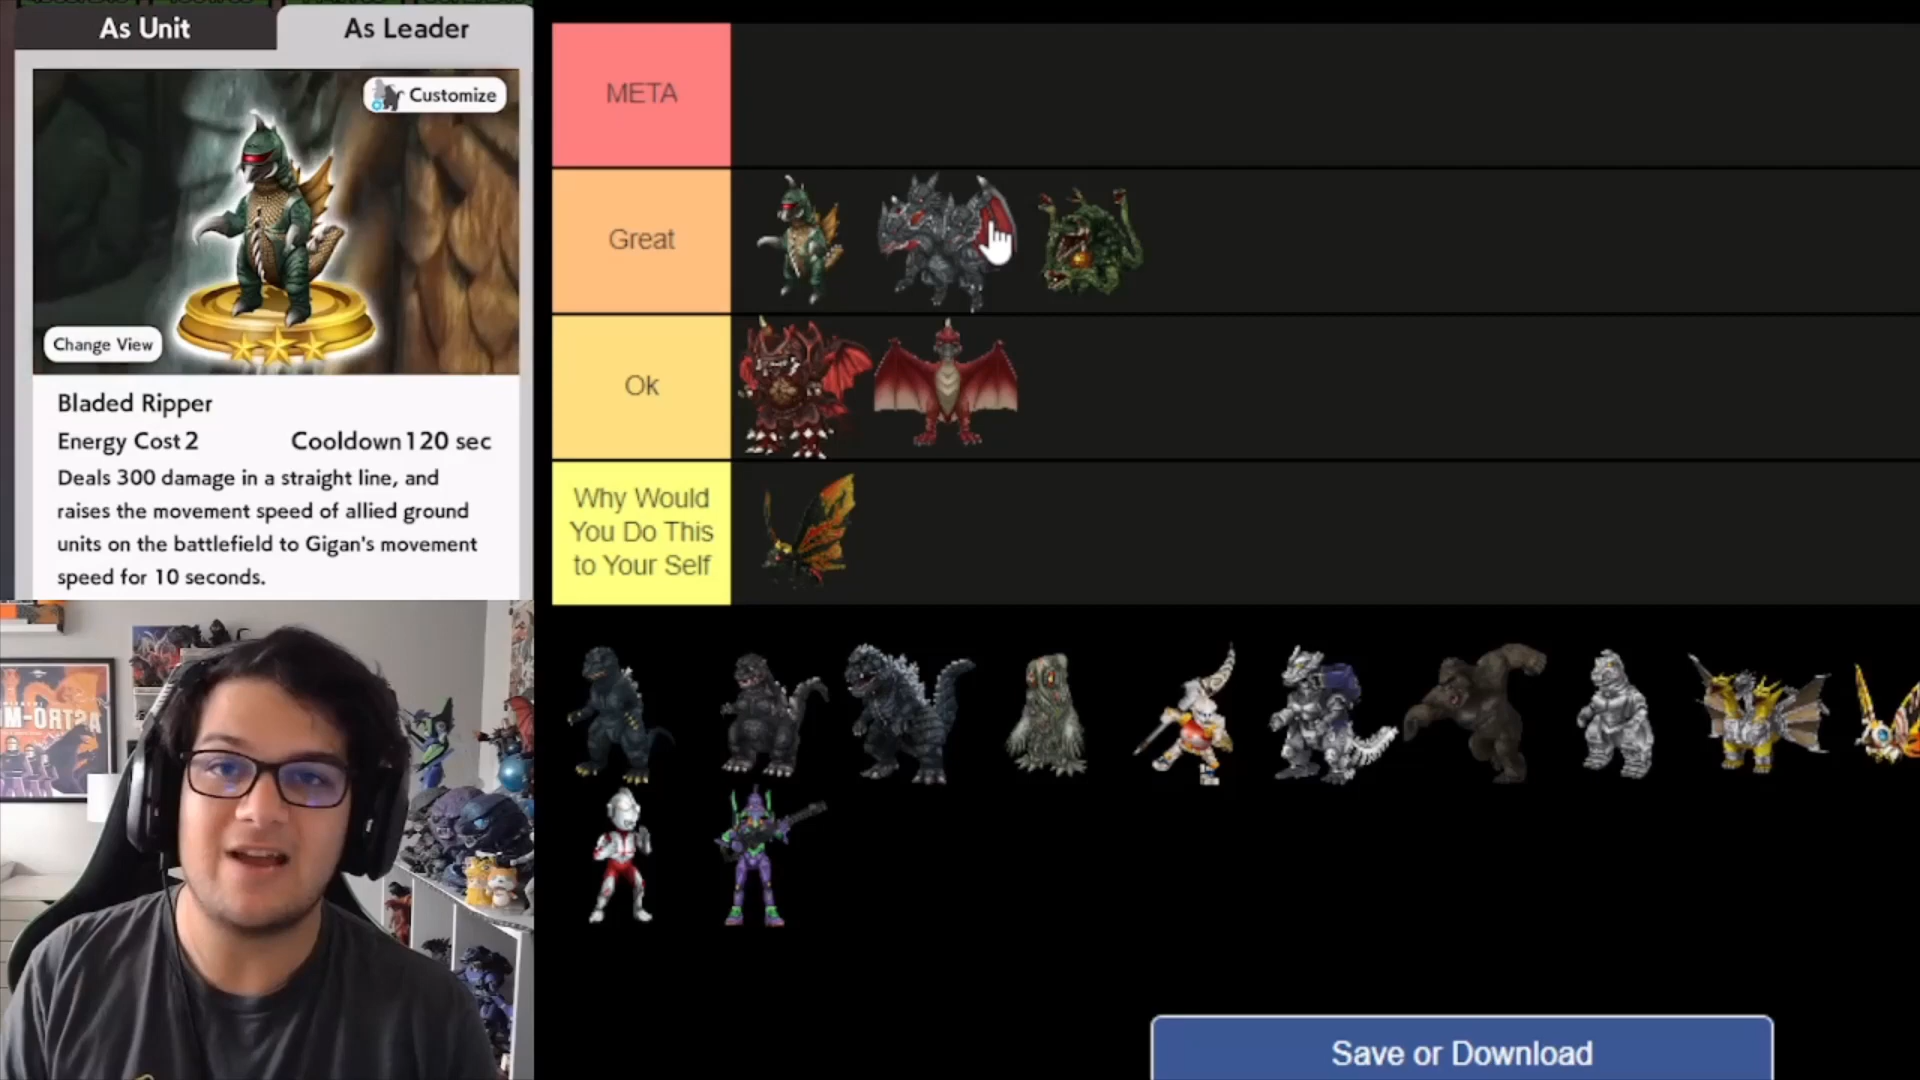 As Unit
As Leader
Customize
Change View
Bladed Ripper
Energy Cost 2
Cooldown 120 sec
Deals 300 damage in a straight line, and
raises the movement speed of allied ground
units on the battlefield to Gigan's movement
speed for 10 seconds.
META
Great
Ok
Why Would
You Do This
to Your Self
Save or Download